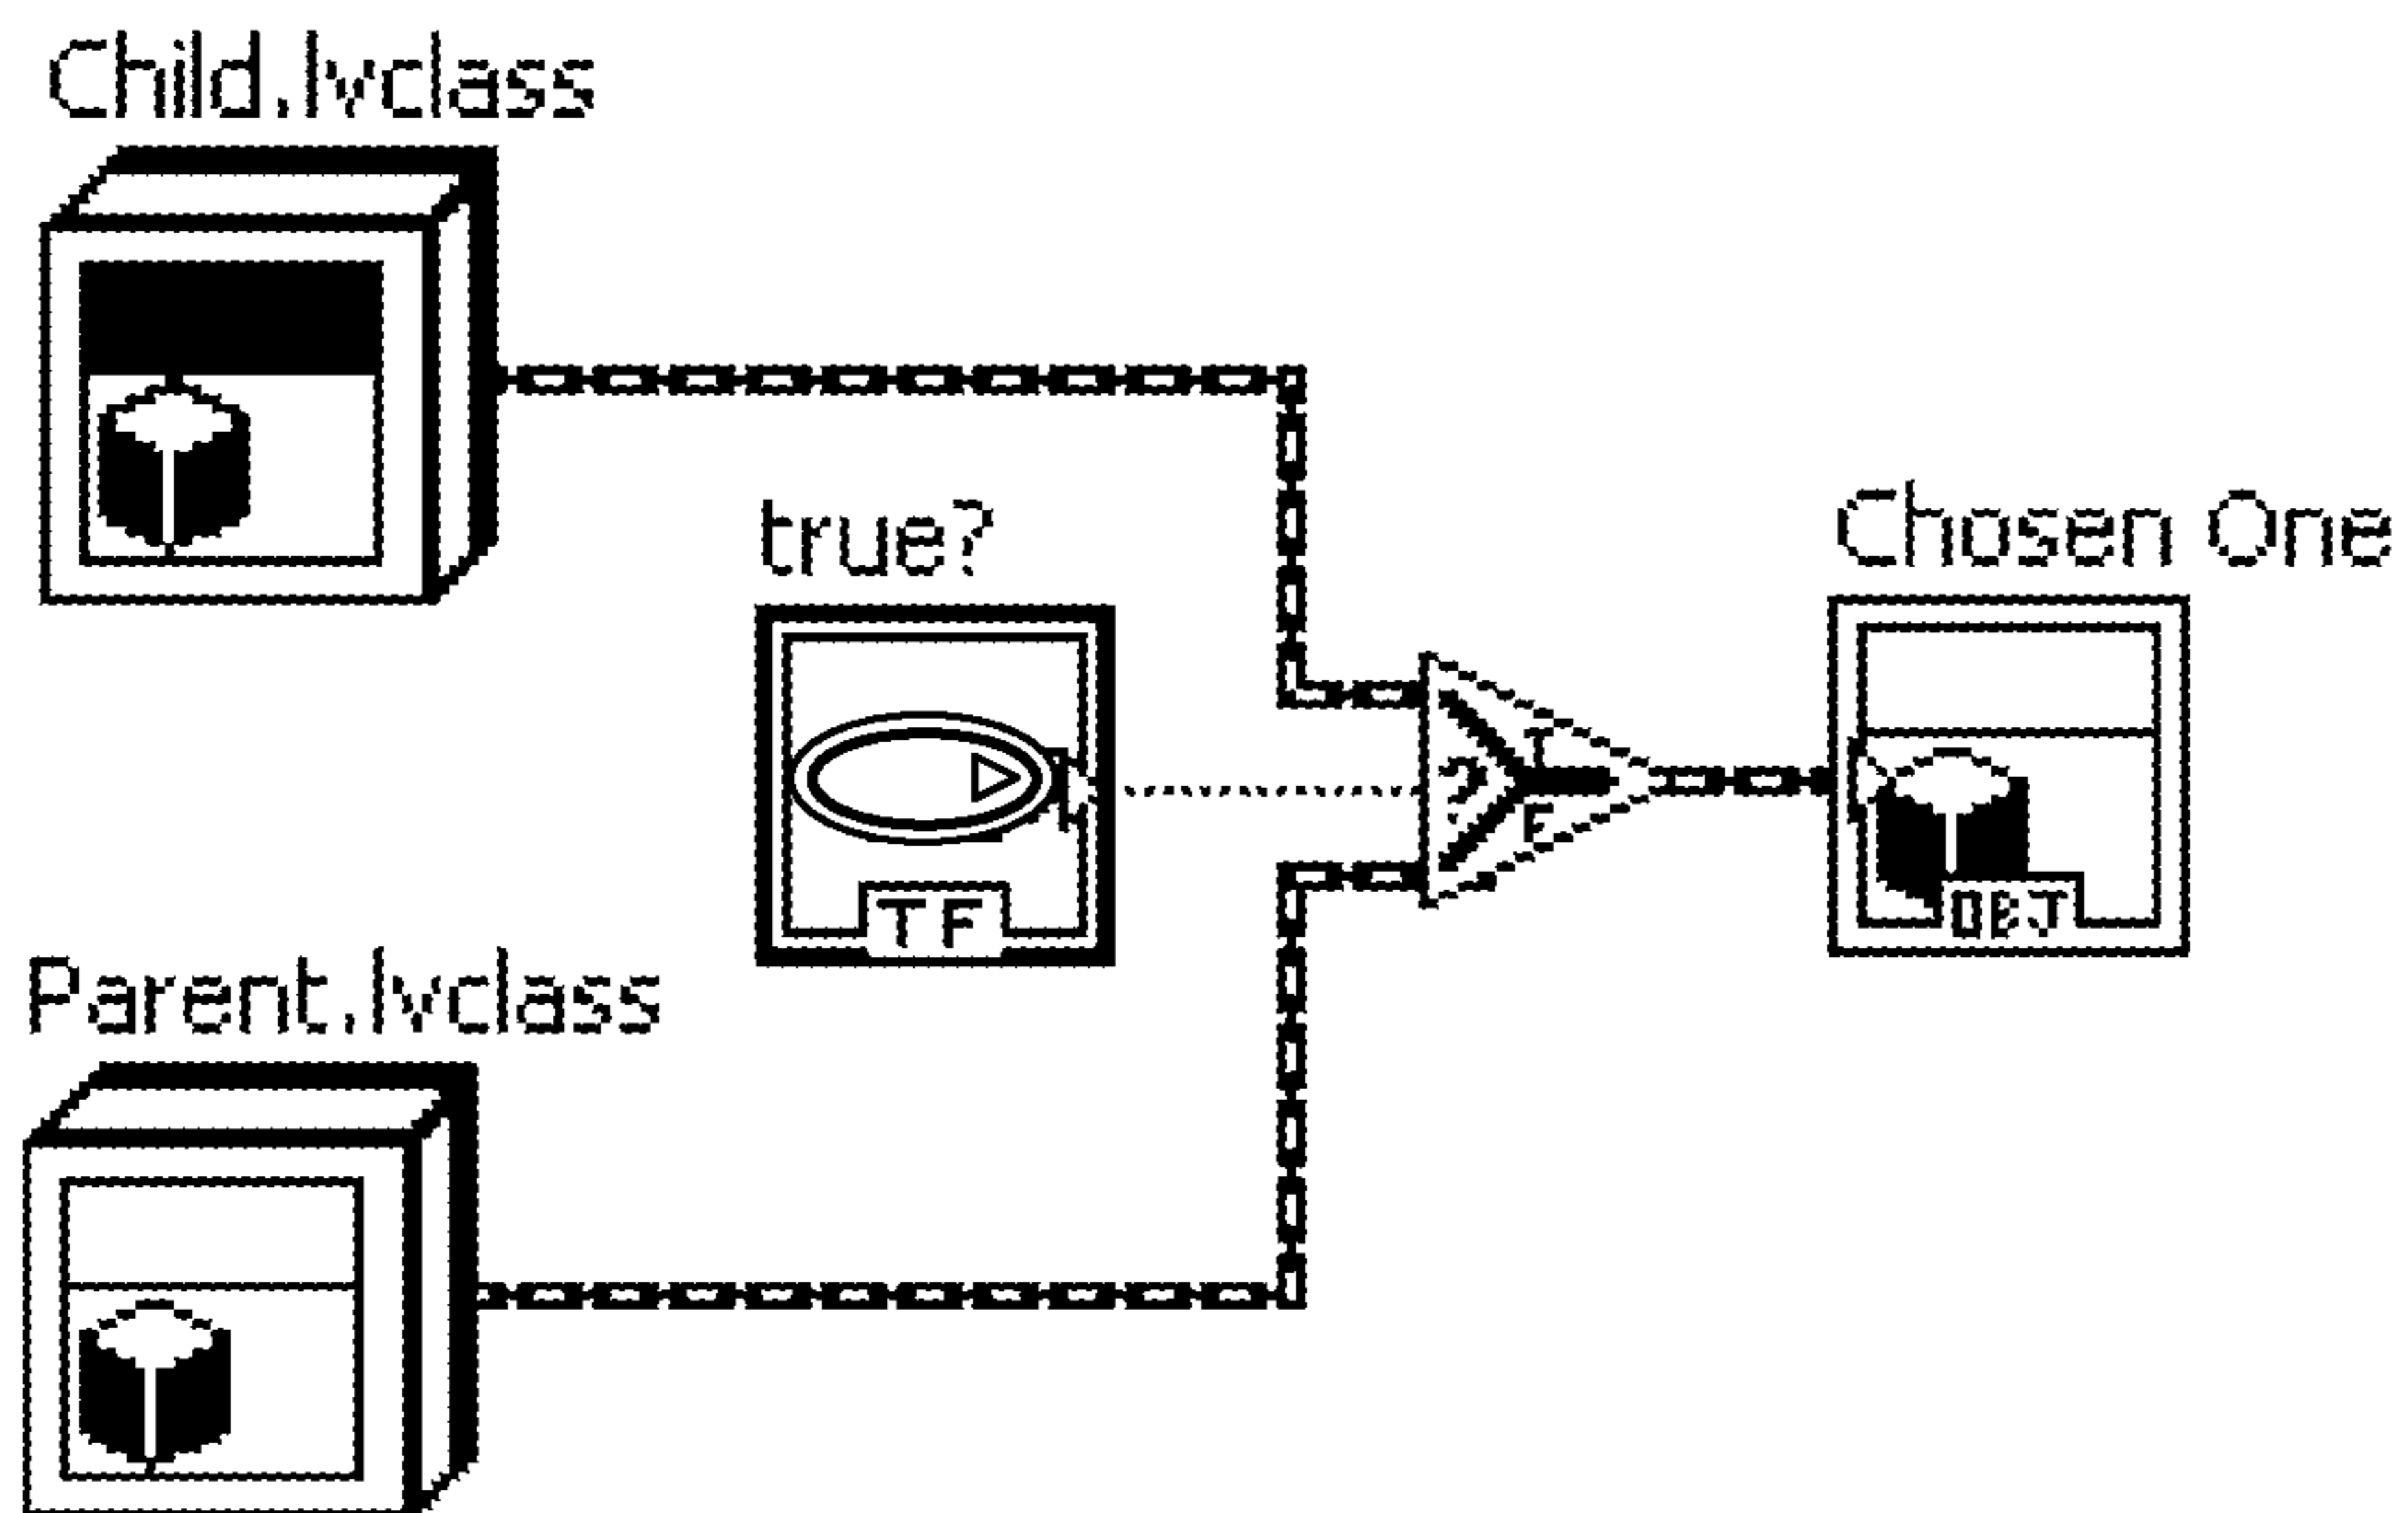 Child.lvclass
true?
Chosen One
T
?
F
TF
OBJ
Parent.lvclass